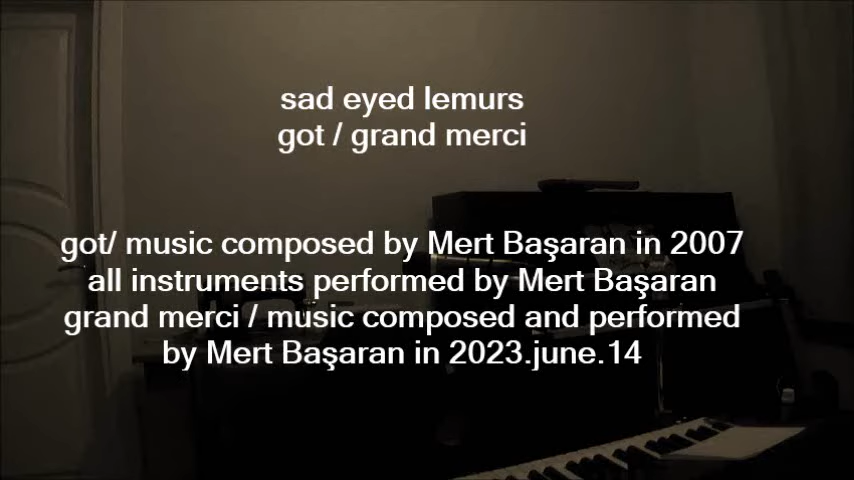 sad eyed lemurs
got / grand merci
got/ music composed by Mert Başaran in 2007
all instruments performed by Mert Başaran
grand merci / music composed and performed
by Mert Başaran in 2023.june.14